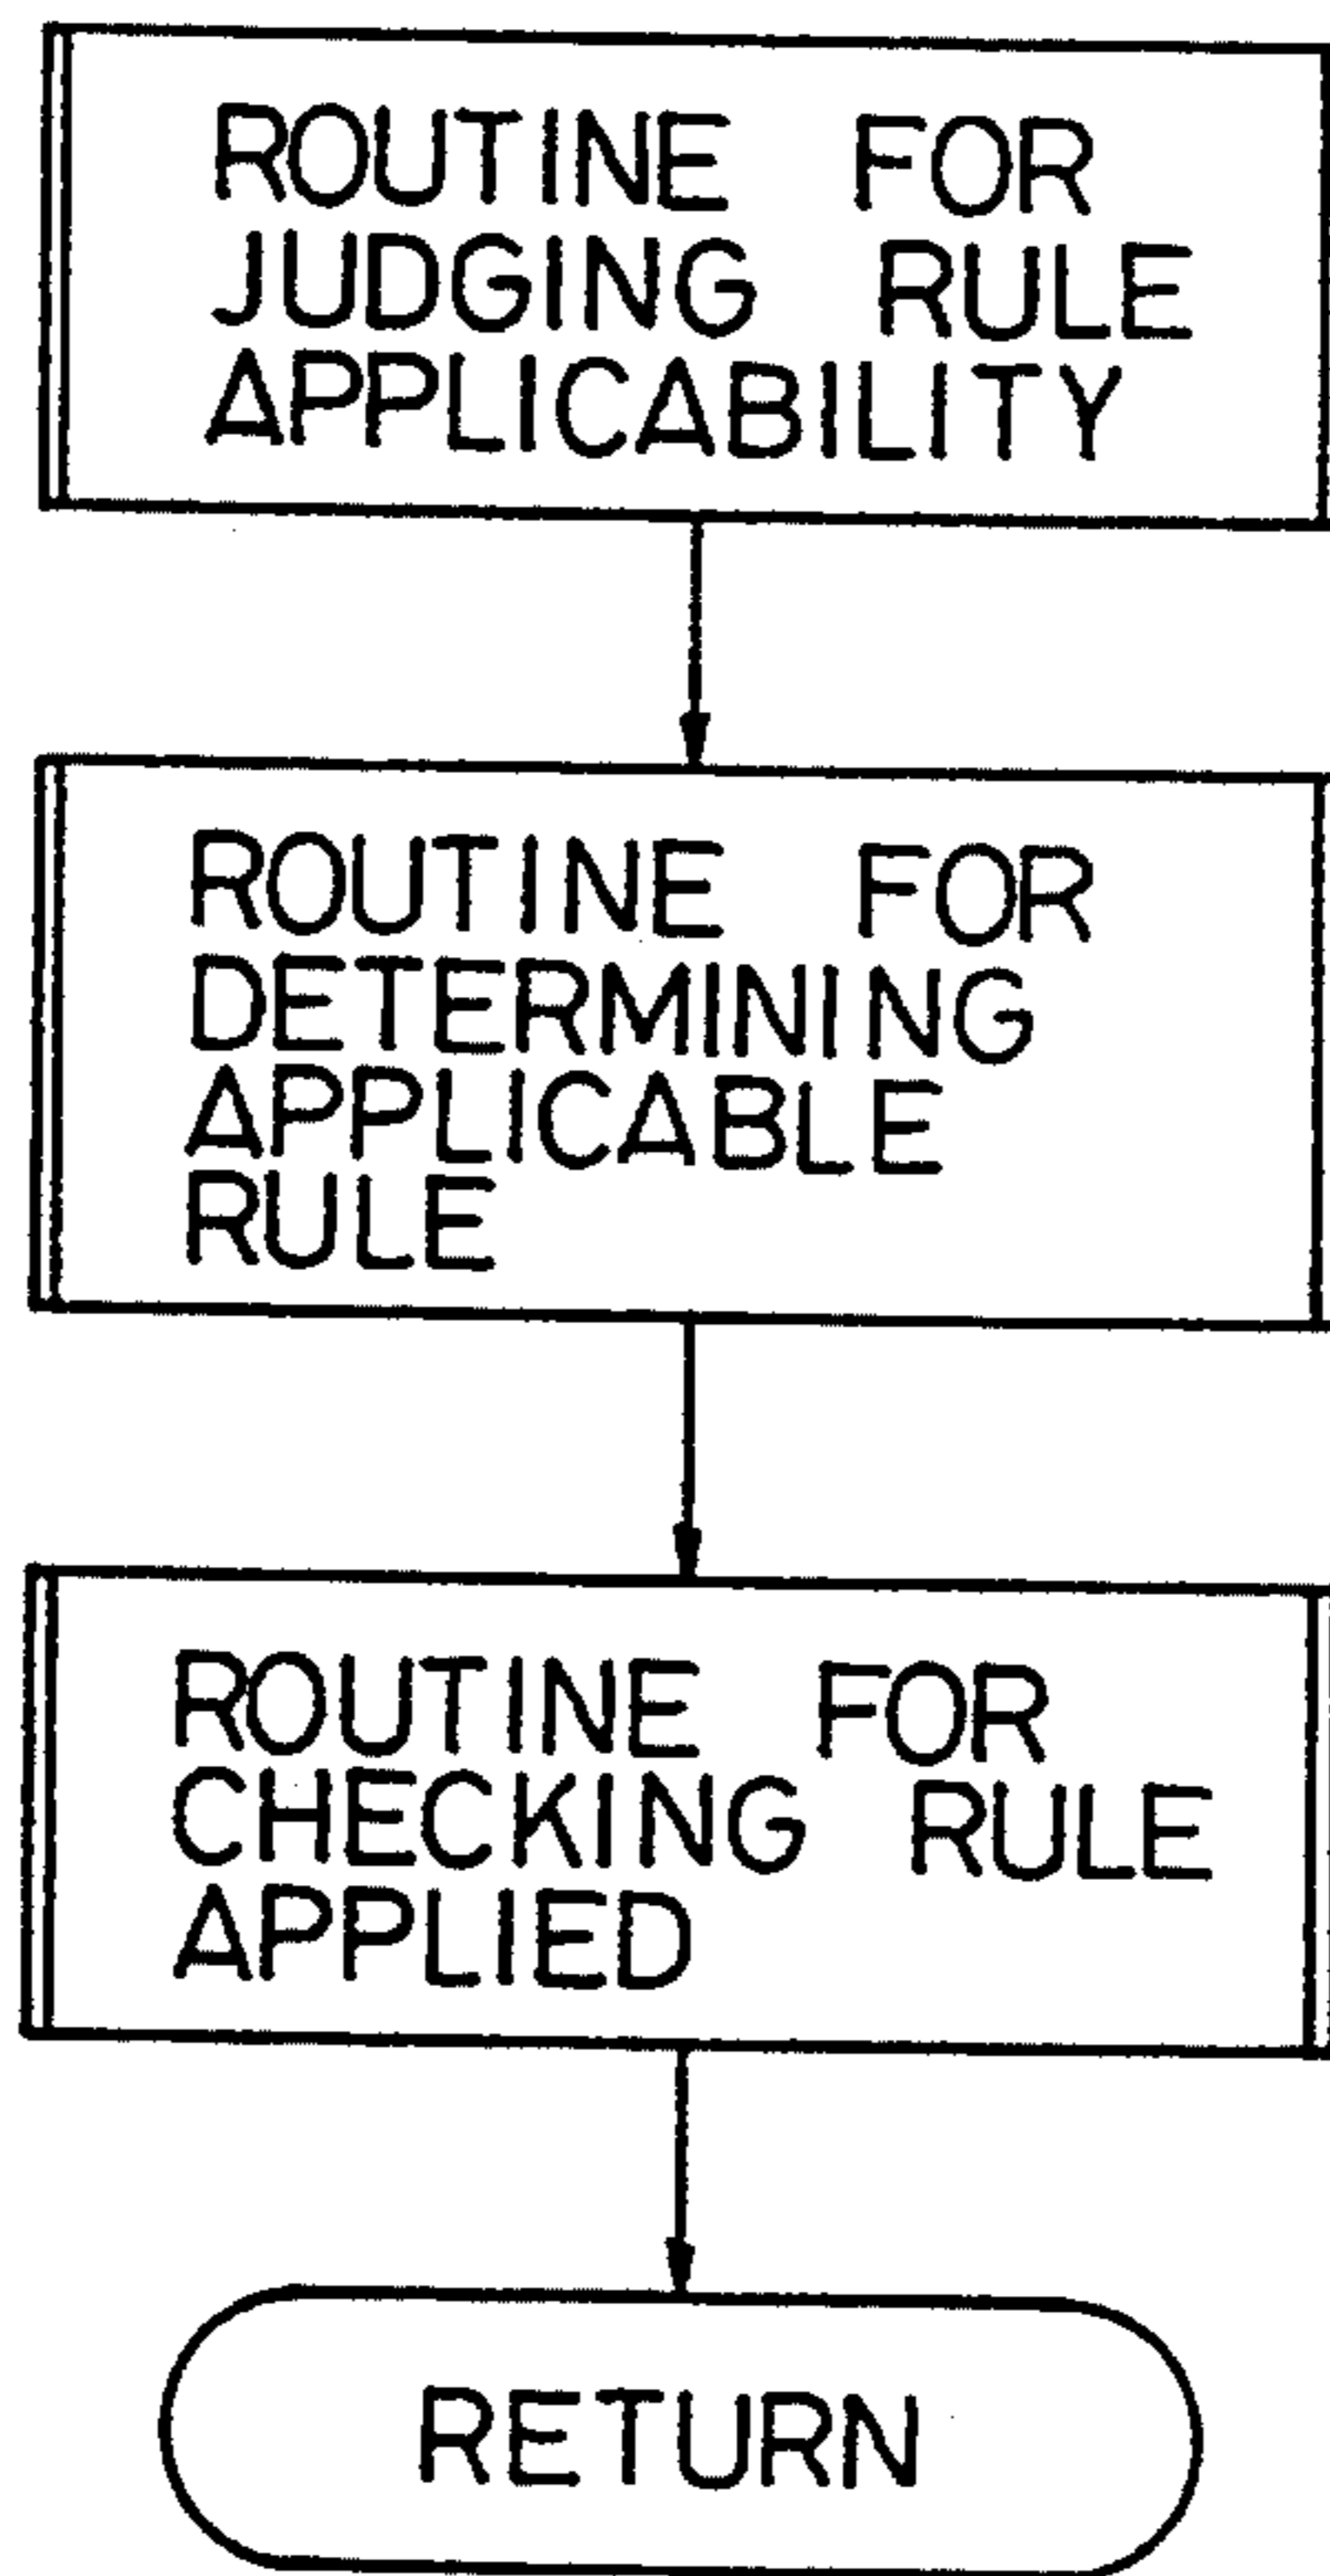 ROUTINE FOR
JUDGING RULE
APPLICABILITY
ROUTINE FOR
DETERMINING
APPLICABLE
RULE
ROUTINE FOR
CHECKING RULE
APPLIED
RETURN